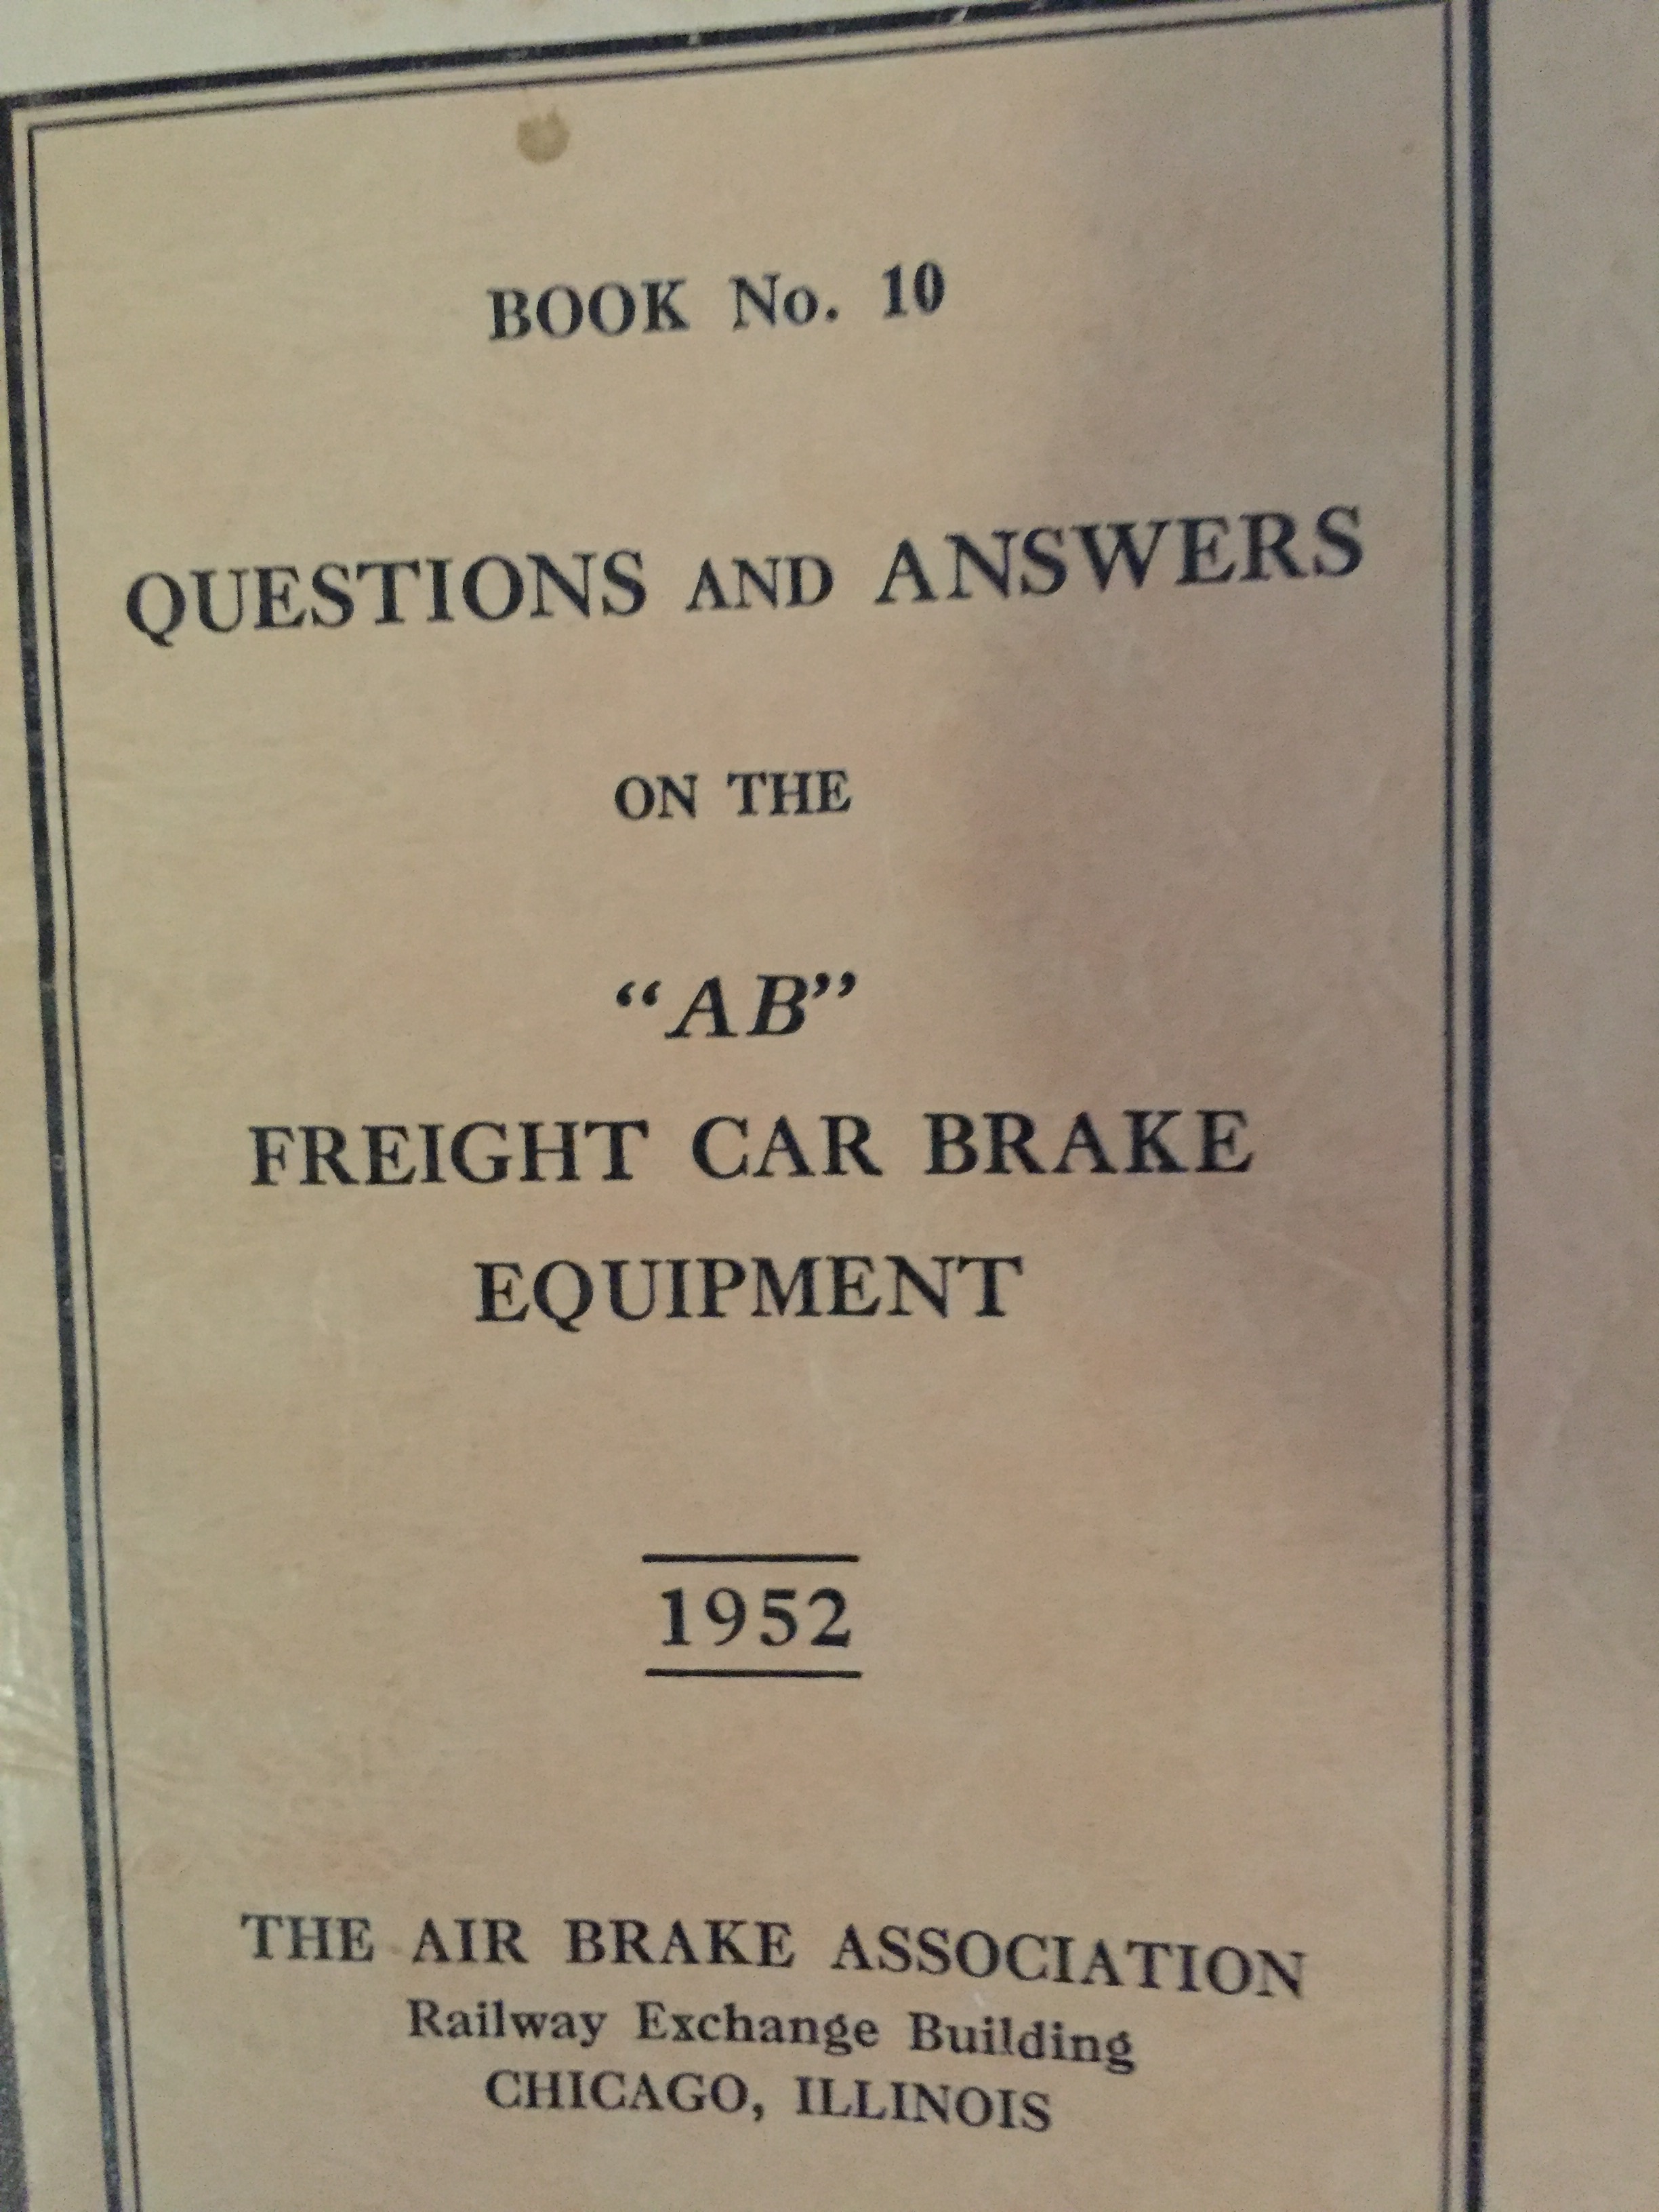 BOOK No. 10
QUESTIONS AND ANSWERS
ON THE
“AB”
FREIGHT CAR BRAKE
EQUIPMENT
1952
THE AIR BRAKE ASSOCIATION
Railway Exchange Building
CHICAGO, ILLINOIS